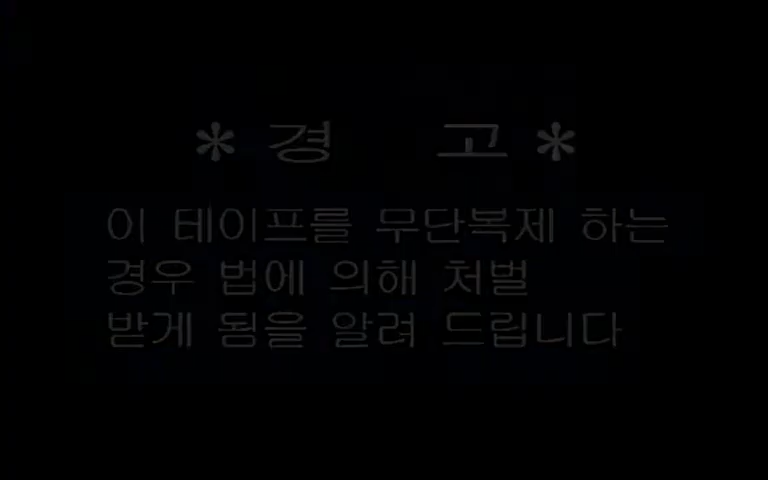 * 경 고 *
이 테이프를 무단복제 하는
경우 법에 의해 처벌
받게 됨을 알려 드립니다